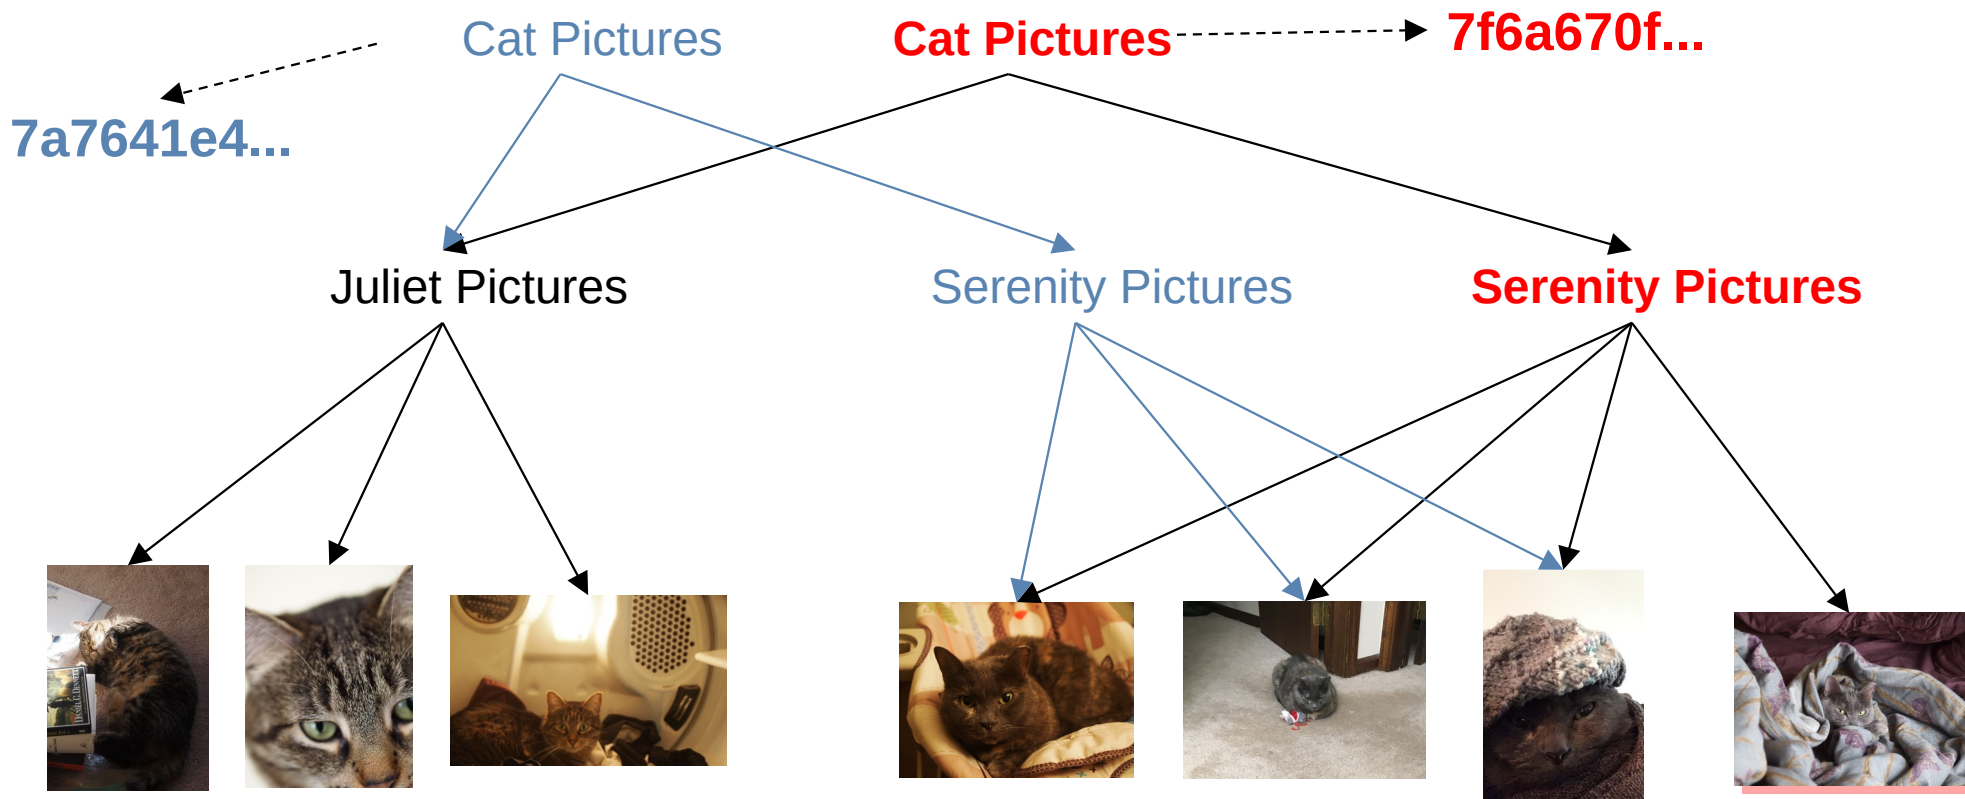 Cat Pictures
Cat Pictures
7f6a670f...
7a7641e4...
Juliet Pictures
Serenity Pictures
Serenity Pictures